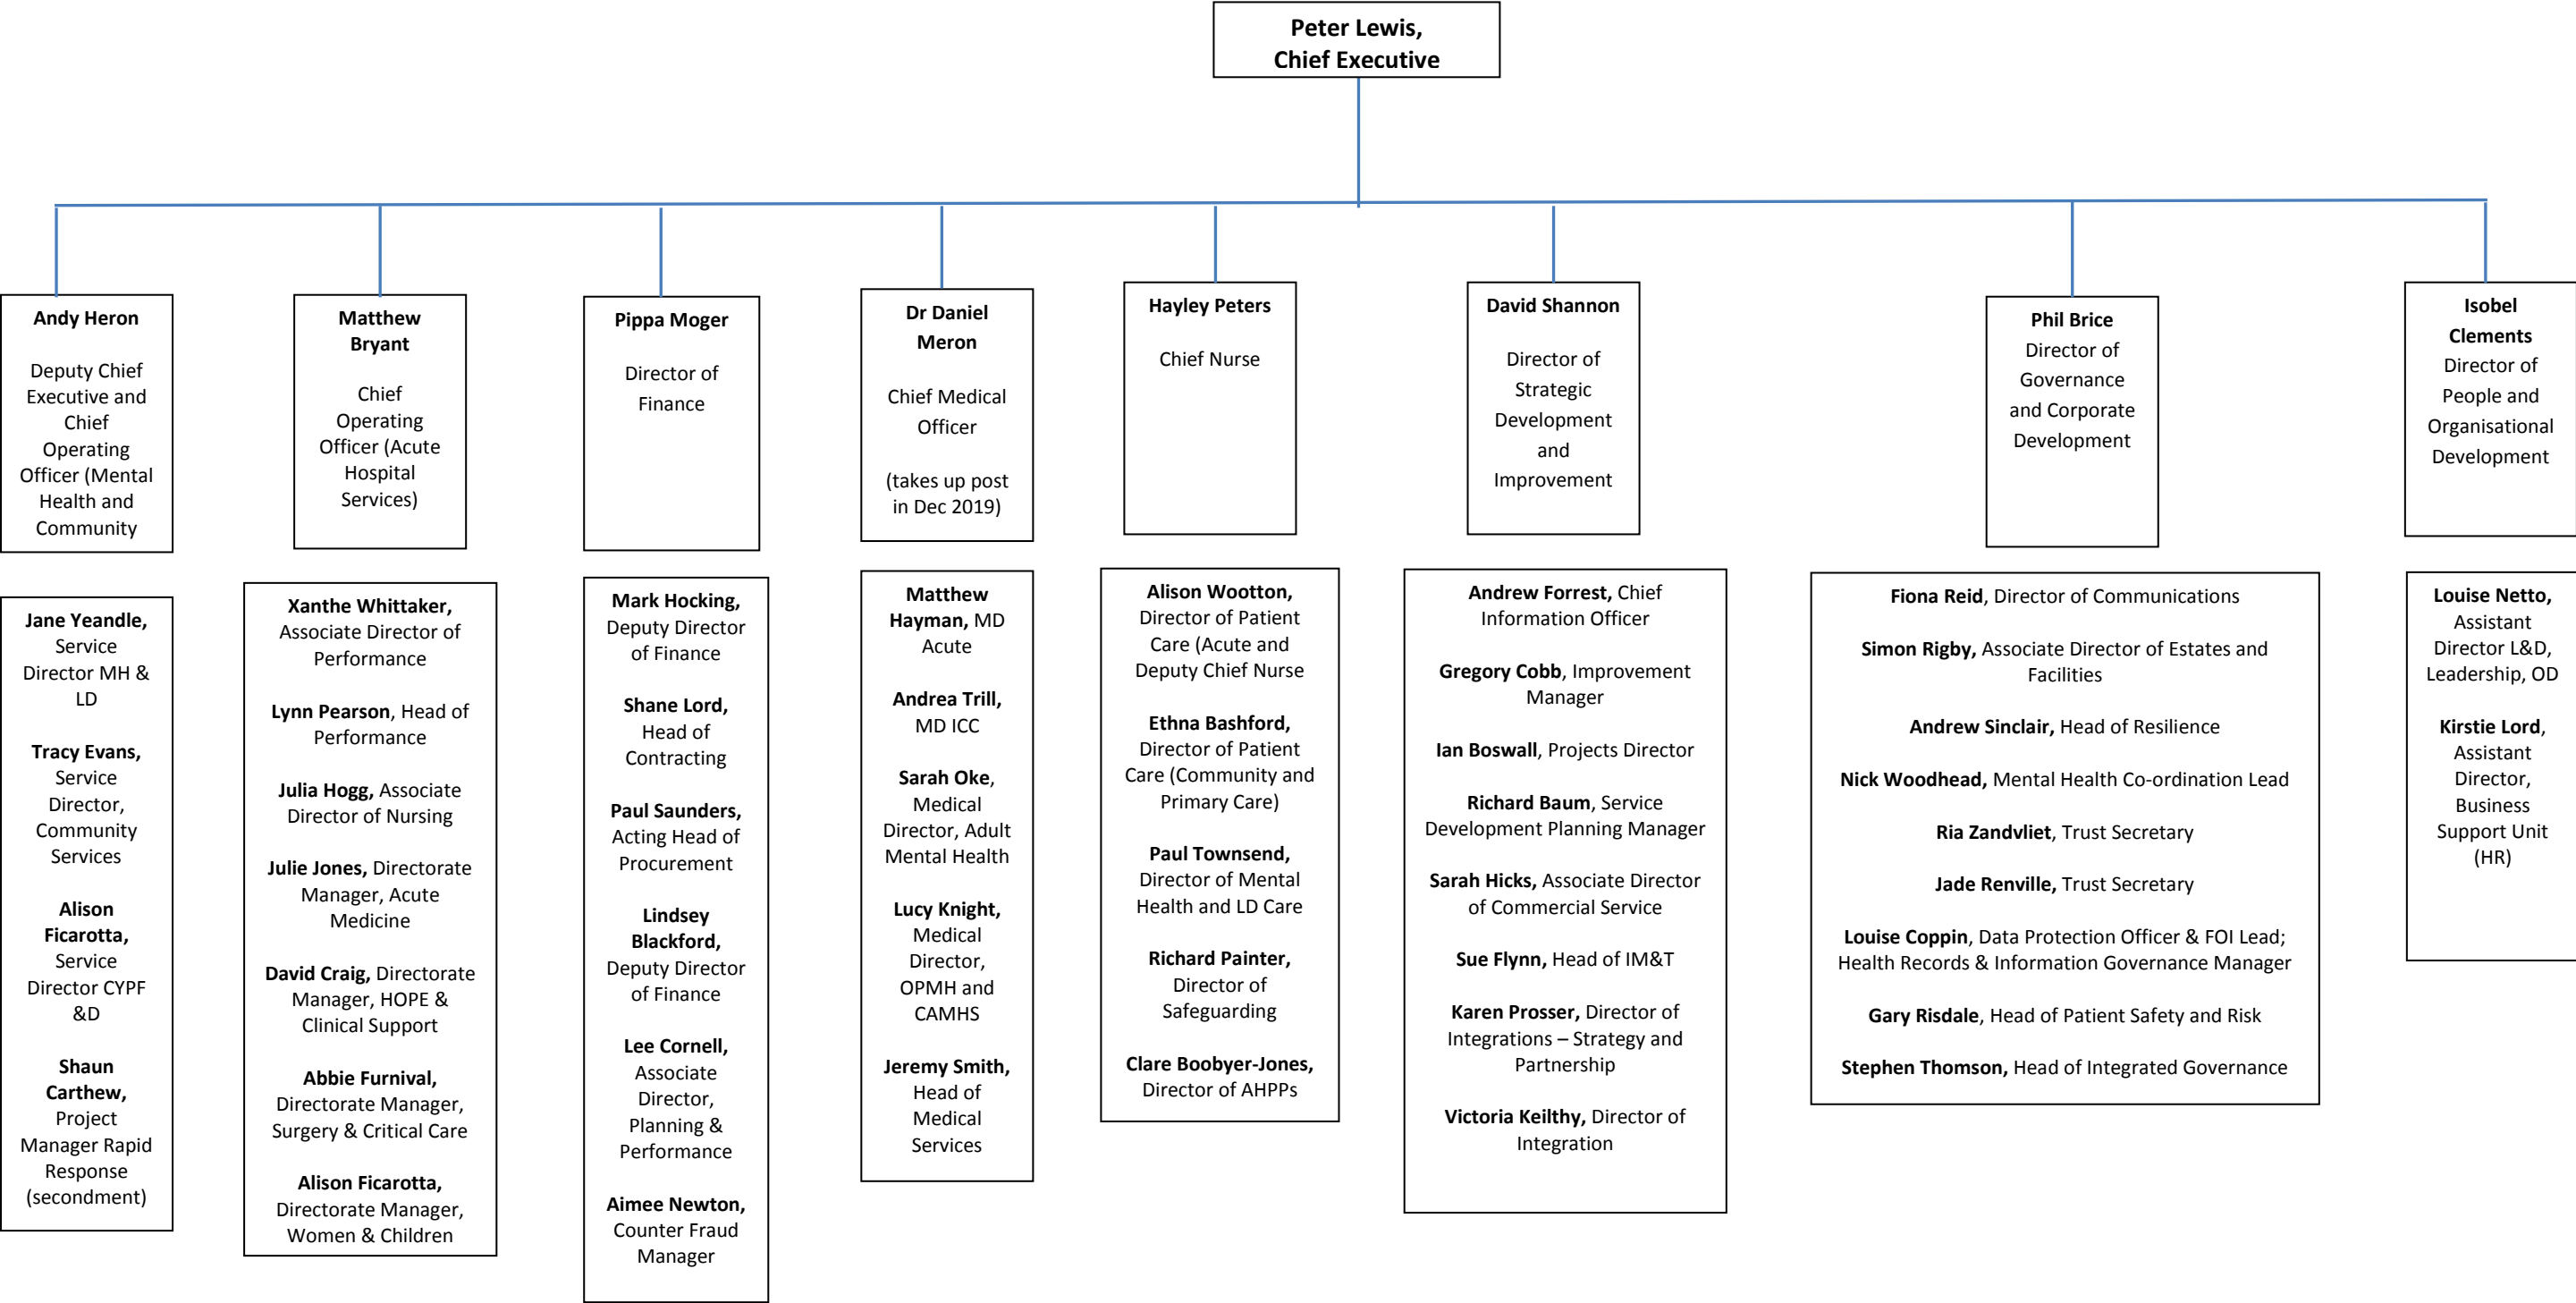 Peter Lewis,
Chief Executive
Andy Heron
Deputy Chief
Executive and
Chief
Operating
Officer (Mental
Health and
Community
Matthew
Bryant
Chief
Operating
Officer (Acute
Hospital
Services)
Pippa Moger
Director of
Finance
Dr Daniel
Meron
Chief Medical
Officer
(takes up post
in Dec 2019)
Hayley Peters
Chief Nurse
David Shannon
Director of
Strategic
Development
and
Improvement
Phil Brice
Director of
Governance
and Corporate
Development
Isobel
Clements
Director of
People and
Organisational
Development
Jane Yeandle,
Service
Director MH &
LD
Tracy Evans,
Service
Director,
Community
Services
Alison
Ficarotta,
Service
Director CYPF
&D
Shaun
Carthew,
Project
Manager Rapid
Response
(secondment)
Xanthe Whittaker,
Associate Director of
Performance
Lynn Pearson, Head of
Performance
Julia Hogg, Associate
Director of Nursing
Julie Jones, Directorate
Manager, Acute
Medicine
David Craig, Directorate
Manager, HOPE &
Clinical Support
Abbie Furnival,
Directorate Manager,
Surgery & Critical Care
Alison Ficarotta,
Directorate Manager,
Women & Children
Mark Hocking,
Deputy Director
of Finance
Shane Lord,
Head of
Contracting
Paul Saunders,
Acting Head of
Procurement
Lindsey
Blackford,
Deputy Director
of Finance
Lee Cornell,
Associate
Director,
Planning &
Performance
Aimee Newton,
Counter Fraud
Manager
Matthew
Hayman, MD
Acute
Andrea Trill,
MD ICC
Sarah Oke,
Medical
Director, Adult
Mental Health
Lucy Knight,
Medical
Director,
OPMH and
CAMHS
Jeremy Smith,
Head of
Medical
Services
Alison Wootton,
Director of Patient
Care (Acute and
Deputy Chief Nurse
Ethna Bashford,
Director of Patient
Care (Community and
Primary Care)
Paul Townsend,
Director of Mental
Health and LD Care
Richard Painter,
Director of
Safeguarding
Clare Boobyer-Jones,
Director of AHPPs
Andrew Forrest, Chief
Information Officer
Gregory Cobb, Improvement
Manager
Ian Boswall, Projects Director
Richard Baum, Service
Development Planning Manager
Sarah Hicks, Associate Director
of Commercial Service
Sue Flynn, Head of IM&T
Karen Prosser, Director of
Integrations – Strategy and
Partnership
Victoria Keilthy, Director of
Integration
Fiona Reid, Director of Communications
Simon Rigby, Associate Director of Estates and
Facilities
Andrew Sinclair, Head of Resilience
Nick Woodhead, Mental Health Co-ordination Lead
Ria Zandvliet, Trust Secretary
Jade Renville, Trust Secretary
Louise Coppin, Data Protection Officer & FOI Lead;
Health Records & Information Governance Manager
Gary Risdale, Head of Patient Safety and Risk
Stephen Thomson, Head of Integrated Governance
Louise Netto,
Assistant
Director L&D,
Leadership, OD
Kirstie Lord,
Assistant
Director,
Business
Support Unit
(HR)